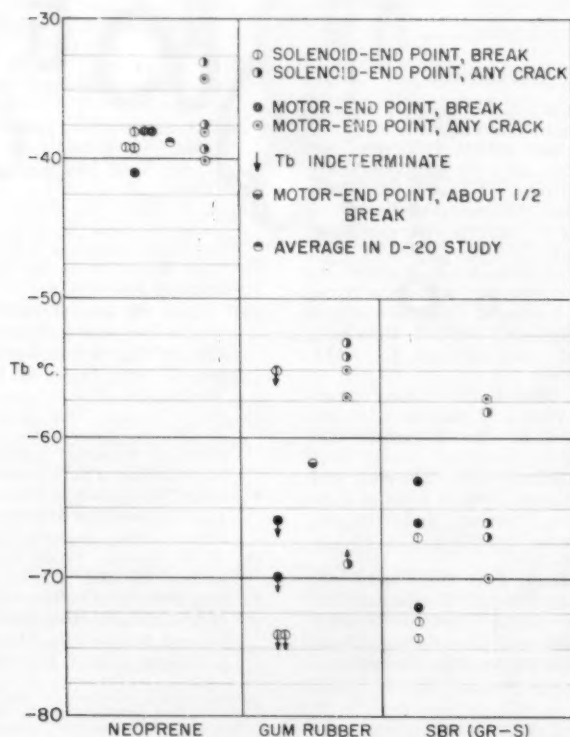 -30
SOLENOID-END POINT, BREAK
SOLENOID-END POINT, ANY CRACK
MOTOR-END POINT, BREAK
MOTOR-END POINT, ANY CRACK
-40
Tb INDETERMINATE
MOTOR-END POINT, ABOUT 1/2
BREAK
AVERAGE IN D-20 STUDY
-50
Tb °C.
-60
-70
-80
NEOPRENE
GUM RUBBER
SBR (GR-S)